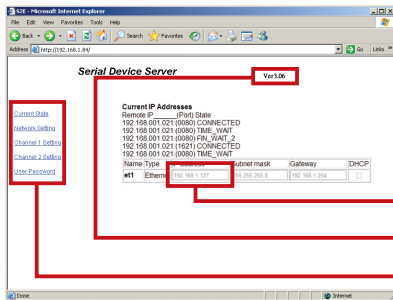 S2E - Microsoft Internet Explorer
File Edit View Favorites Tools Help
Back Search Favorites
Address http://192.168.1.84/ Go Links »
Serial Device Server
Ver3.06
Current State
Network Setting
Channel 1 Setting
Channel 2 Setting
User Password
Current IP Addresses
Remote IP____(Port) State
192.168.001.021:(0080) CONNECTED
192.168.001.021:(0080) TIME_WAIT
192.168.001.021:(0080) FIN_WAIT_2
192.168.001.021:(1621) CONNECTED
192.168.001.021:(0080) TIME_WAIT
Name Type Subnet mask Gateway DHCP
et1 Etherne 192.168.1.127 255.255.255.0 192.168.1.254
Done Internet